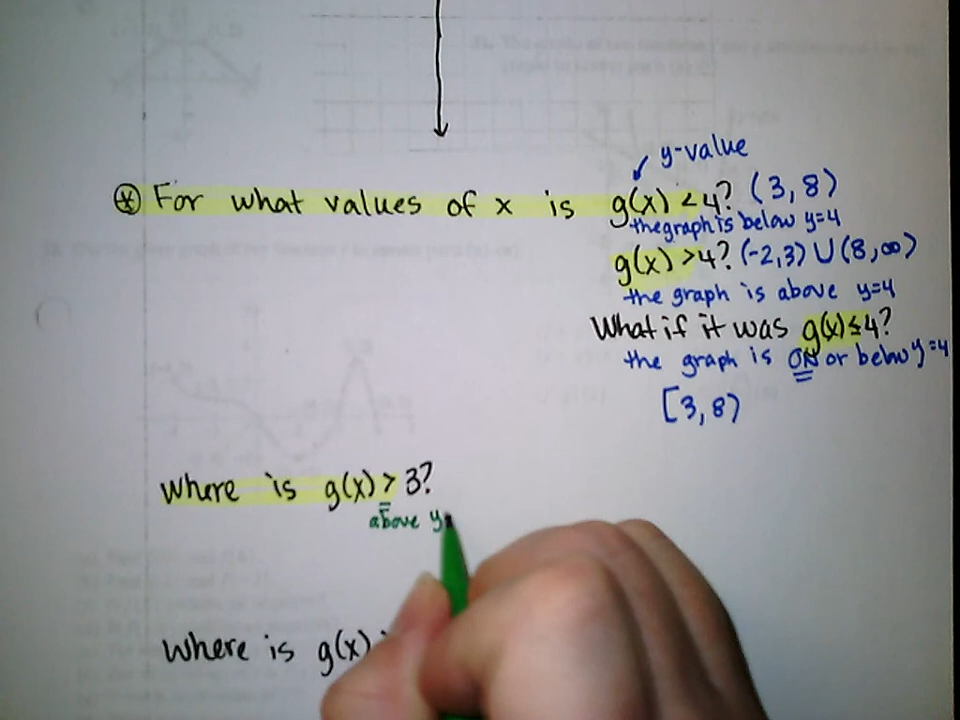 ⊛ For what values of x is g(x) < 4? (3, 8)
y-value
the graph is below y=4
g(x) > 4? (-2, 3) ∪ (8, ∞)
the graph is above y=4
What if it was g(x) ≤ 4?
the graph is ON or below y=4
[3, 8)
Where is g(x) > 3?
above y
Where is g(x)